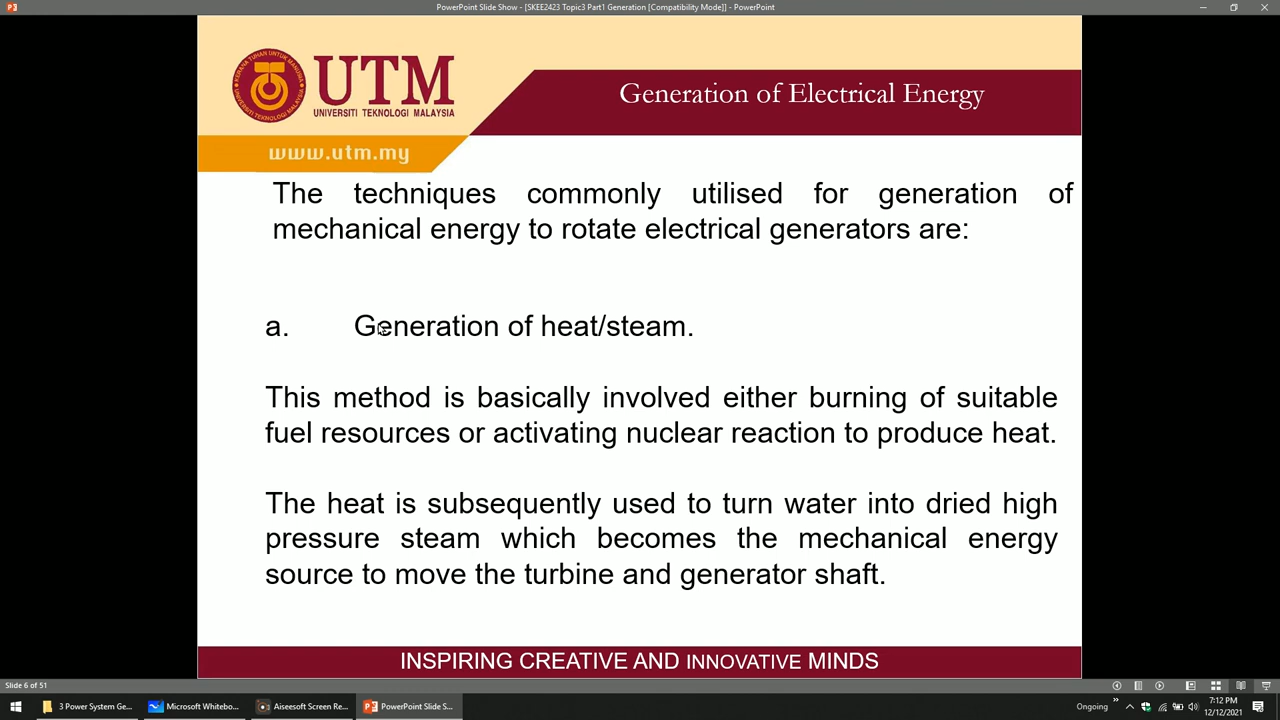 PowerPoint Slide Show - [SKEE2423 Topic3 Part1 Generation [Compatibility Mode]] - PowerPoint
UTM
UNIVERSITI TEKNOLOGI MALAYSIA
Generation of Electrical Energy
www.utm.my
The techniques commonly utilised for generation of
mechanical energy to rotate electrical generators are:
a. Generation of heat/steam.
This method is basically involved either burning of suitable
fuel resources or activating nuclear reaction to produce heat.
The heat is subsequently used to turn water into dried high
pressure steam which becomes the mechanical energy
source to move the turbine and generator shaft.
INSPIRING CREATIVE AND INNOVATIVE MINDS
Slide 6 of 51
3 Power System Ge...
Microsoft Whitebo...
Aiseesoft Screen Re...
PowerPoint Slide S...
Ongoing
7:12 PM
12/12/2021